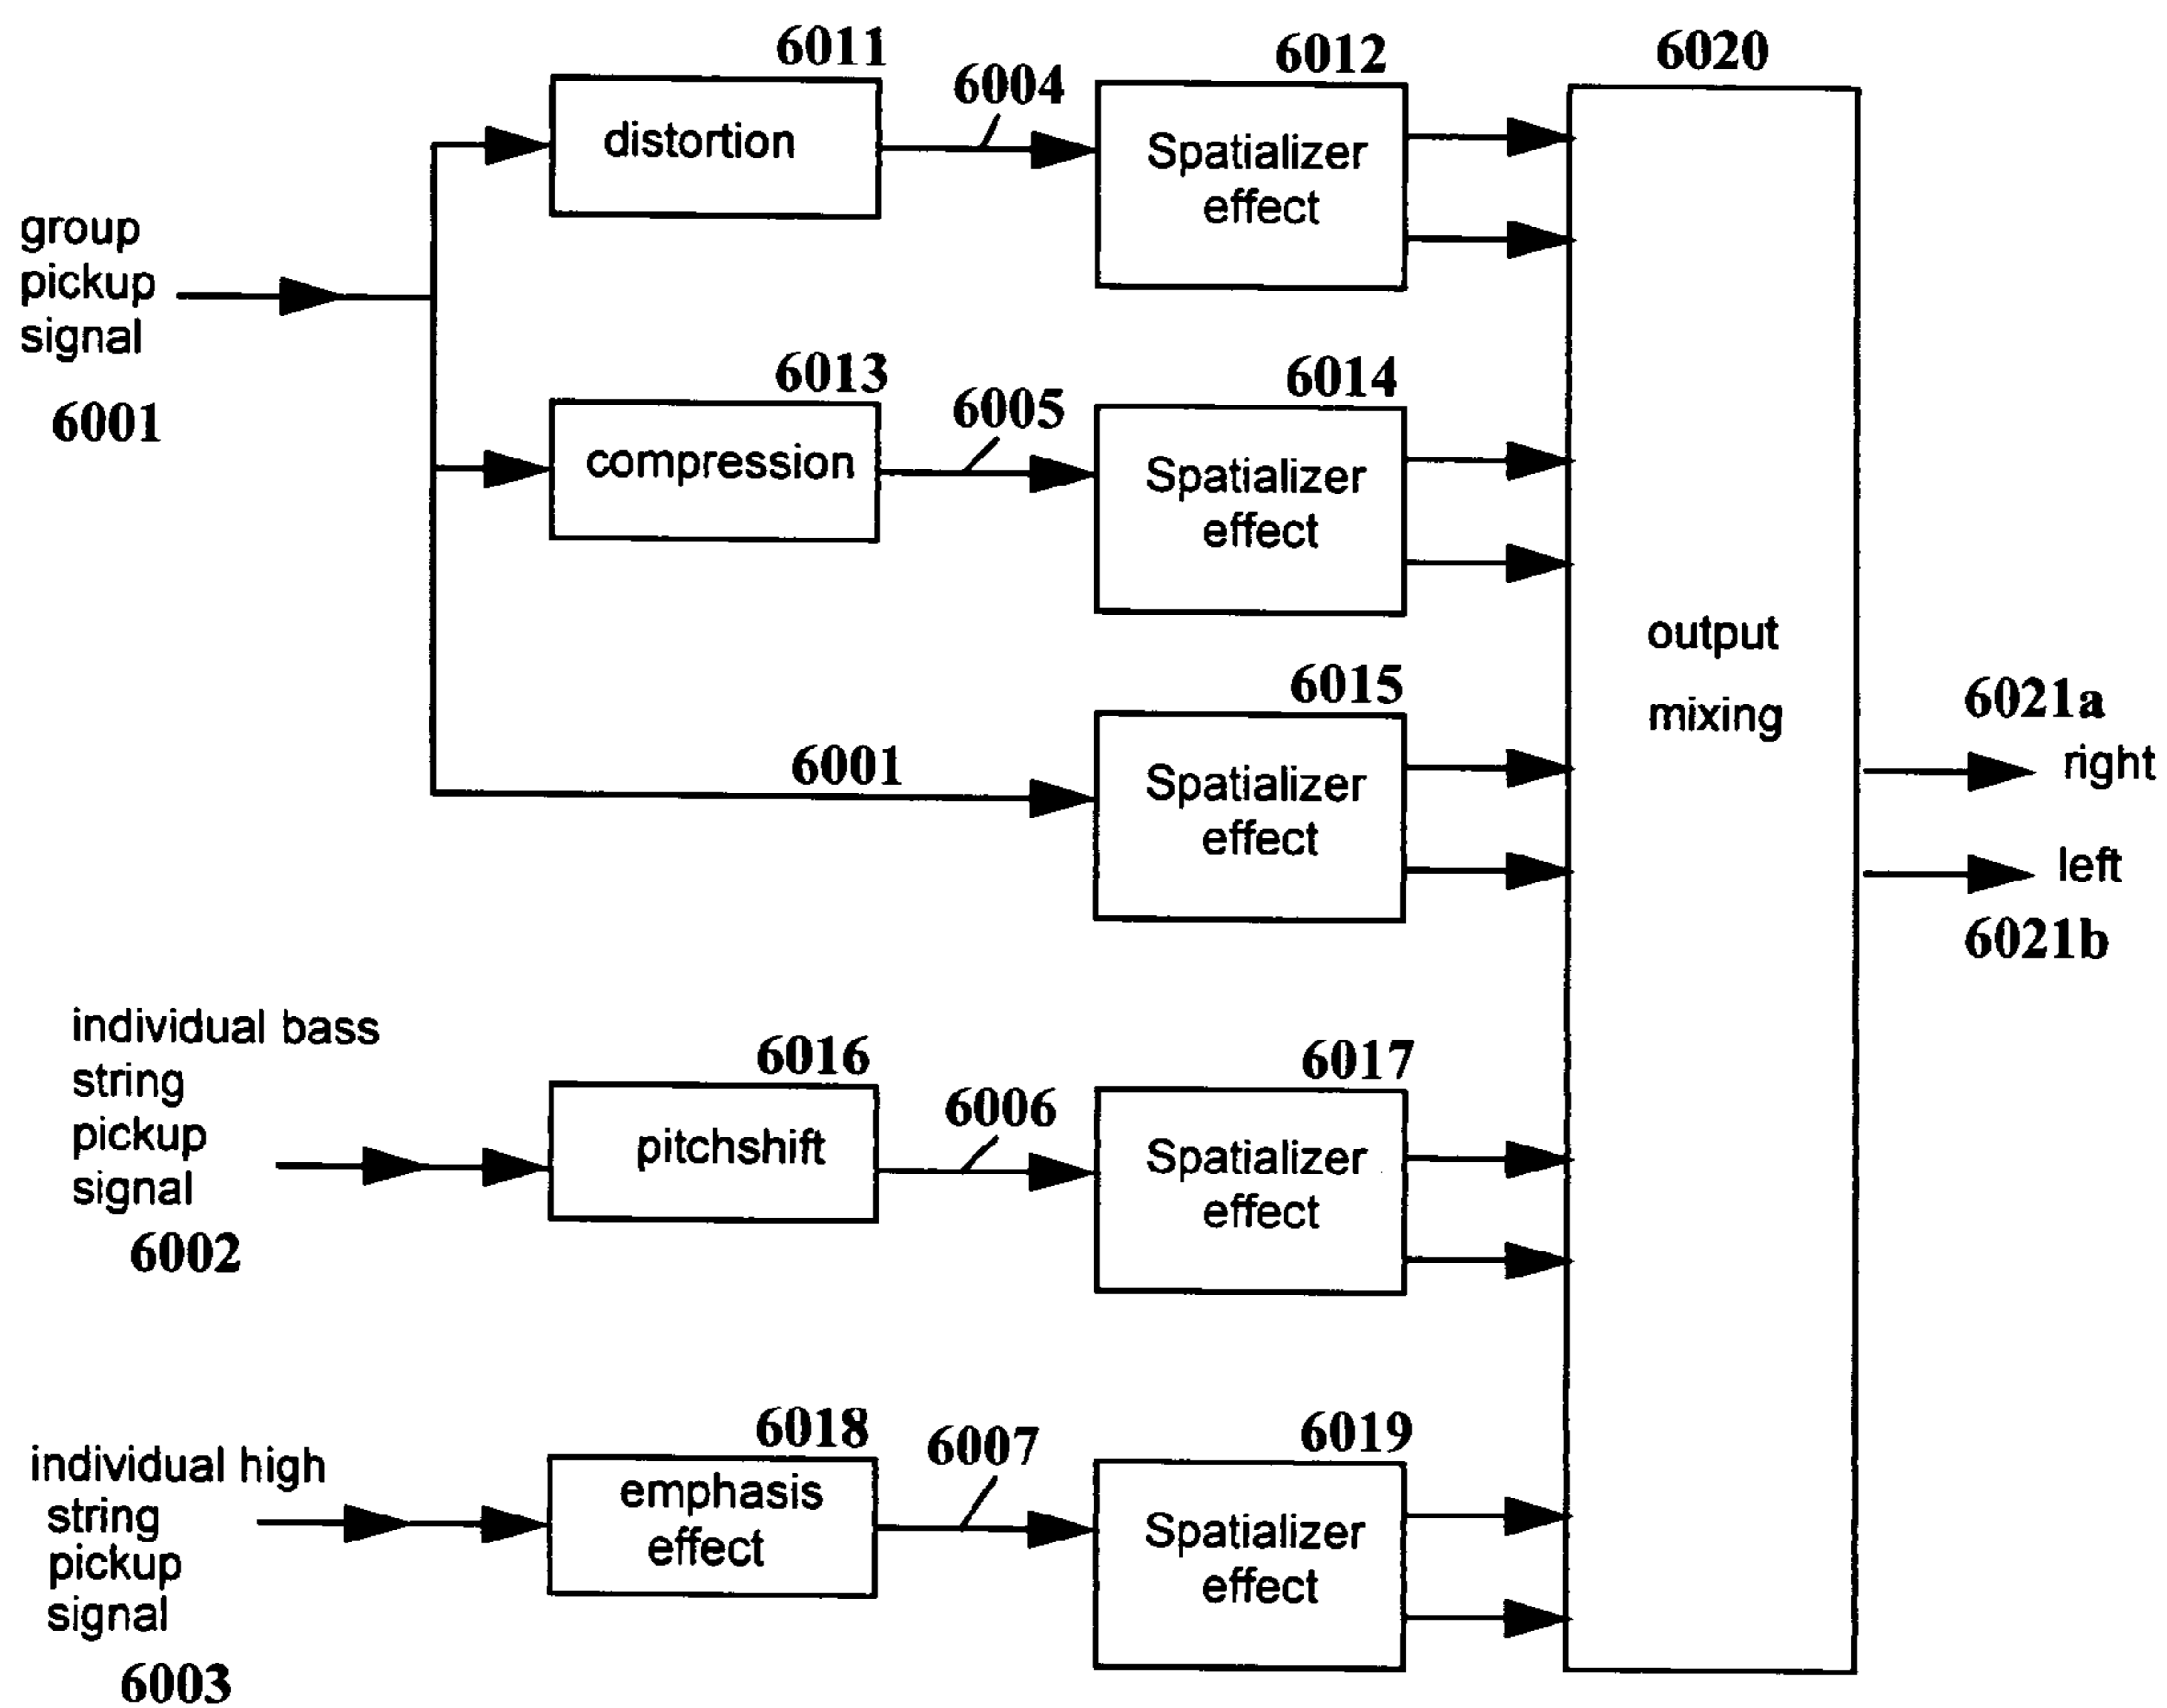 6011
6004
6012
6020
distortion
Spatializer
effect
group
pickup
signal
6001
6013
6005
6014
compression
Spatializer
effect
output
mixing
6015
6001
Spatializer
effect
6021a
right
left
6021b
individual bass
string
pickup
signal
6002
6016
6006
6017
pitchshift
Spatializer
effect
individual high
string
pickup
signal
6003
6018
6007
6019
emphasis
effect
Spatializer
effect